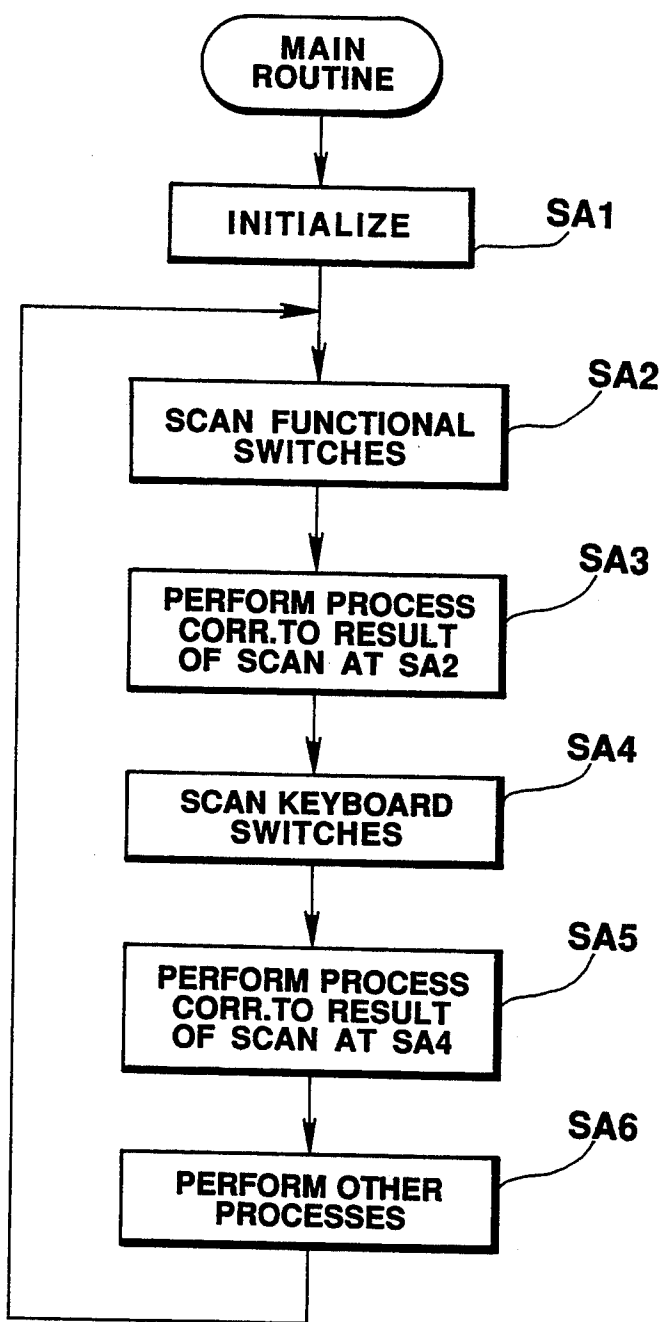 MAIN
ROUTINE
INITIALIZE
SA1
SCAN FUNCTIONAL
SWITCHES
SA2
PERFORM PROCESS
CORR.TO RESULT
OF SCAN AT SA2
SA3
SCAN KEYBOARD
SWITCHES
SA4
PERFORM PROCESS
CORR.TO RESULT
OF SCAN AT SA4
SA5
PERFORM OTHER
PROCESSES
SA6